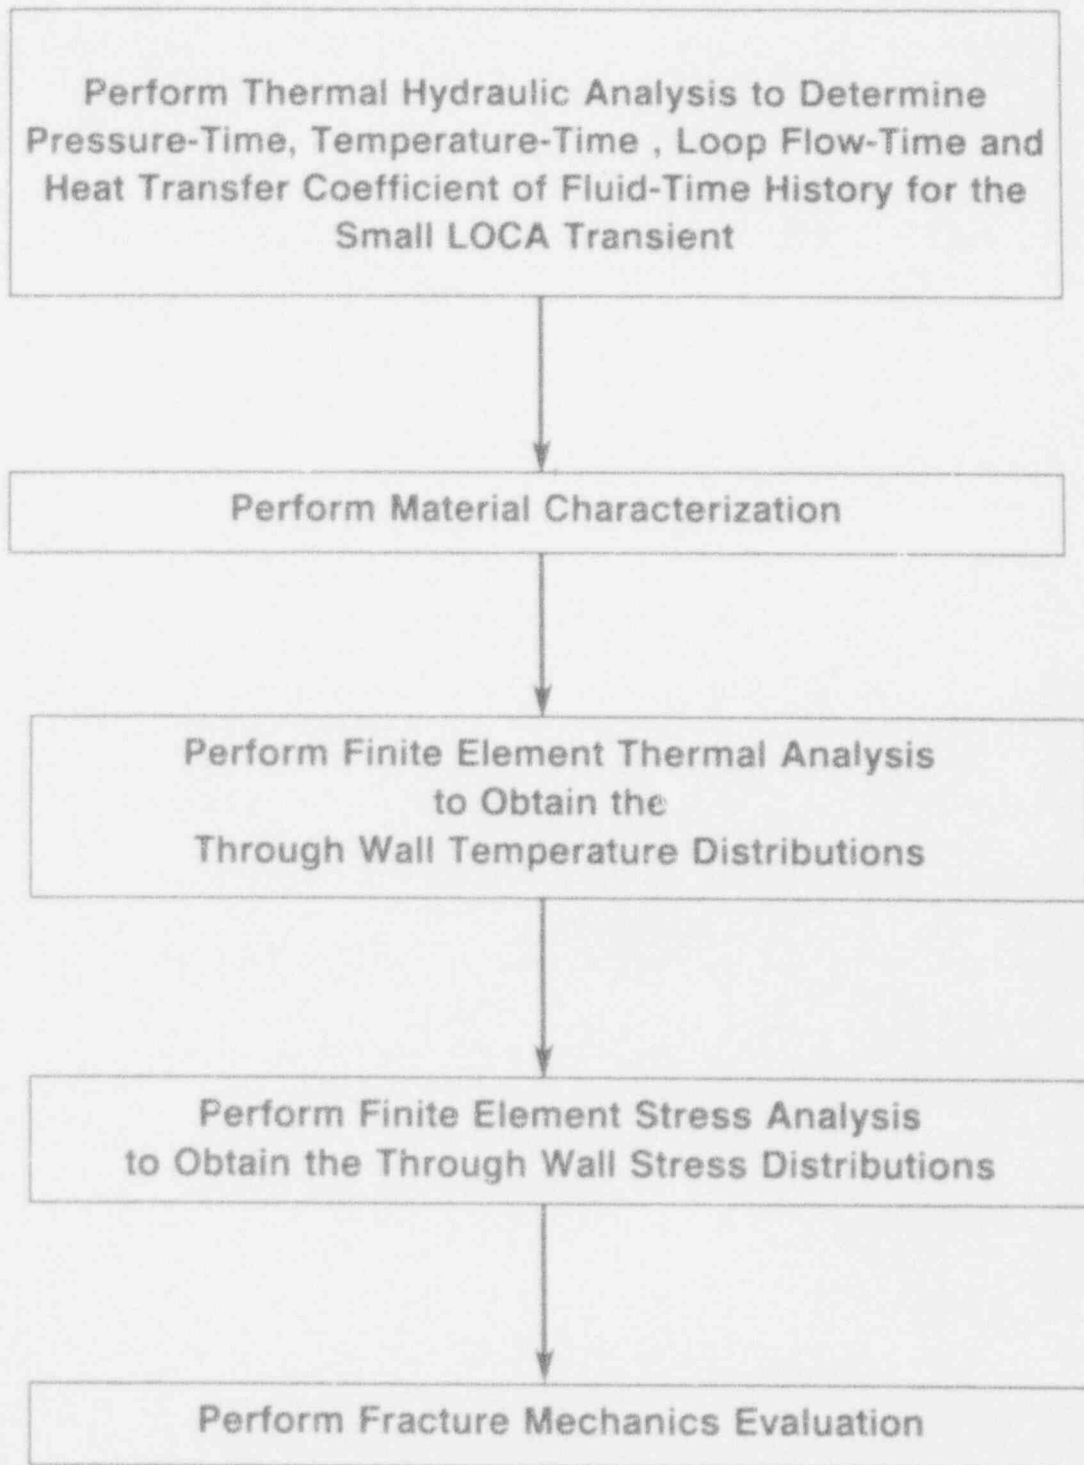 Perform Thermal Hydraulic Analysis to Determine
Pressure-Time, Temperature-Time , Loop Flow-Time and
Heat Transfer Coefficient of Fluid-Time History for the
Small LOCA Transient
Perform Material Characterization
Perform Finite Element Thermal Analysis
to Obtain the
Through Wall Temperature Distributions
Perform Finite Element Stress Analysis
to Obtain the Through Wall Stress Distributions
Perform Fracture Mechanics Evaluation